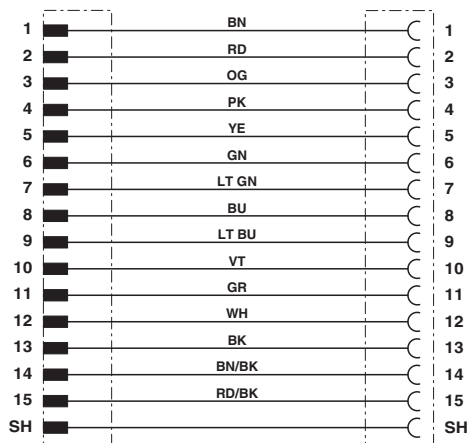 1 BN 1
2 RD 2
3 OG 3
4 PK 4
5 YE 5
6 GN 6
7 LT GN 7
8 BU 8
9 LT BU 9
10 VT 10
11 GR 11
12 WH 12
13 BK 13
14 BN/BK 14
15 RD/BK 15
SH SH